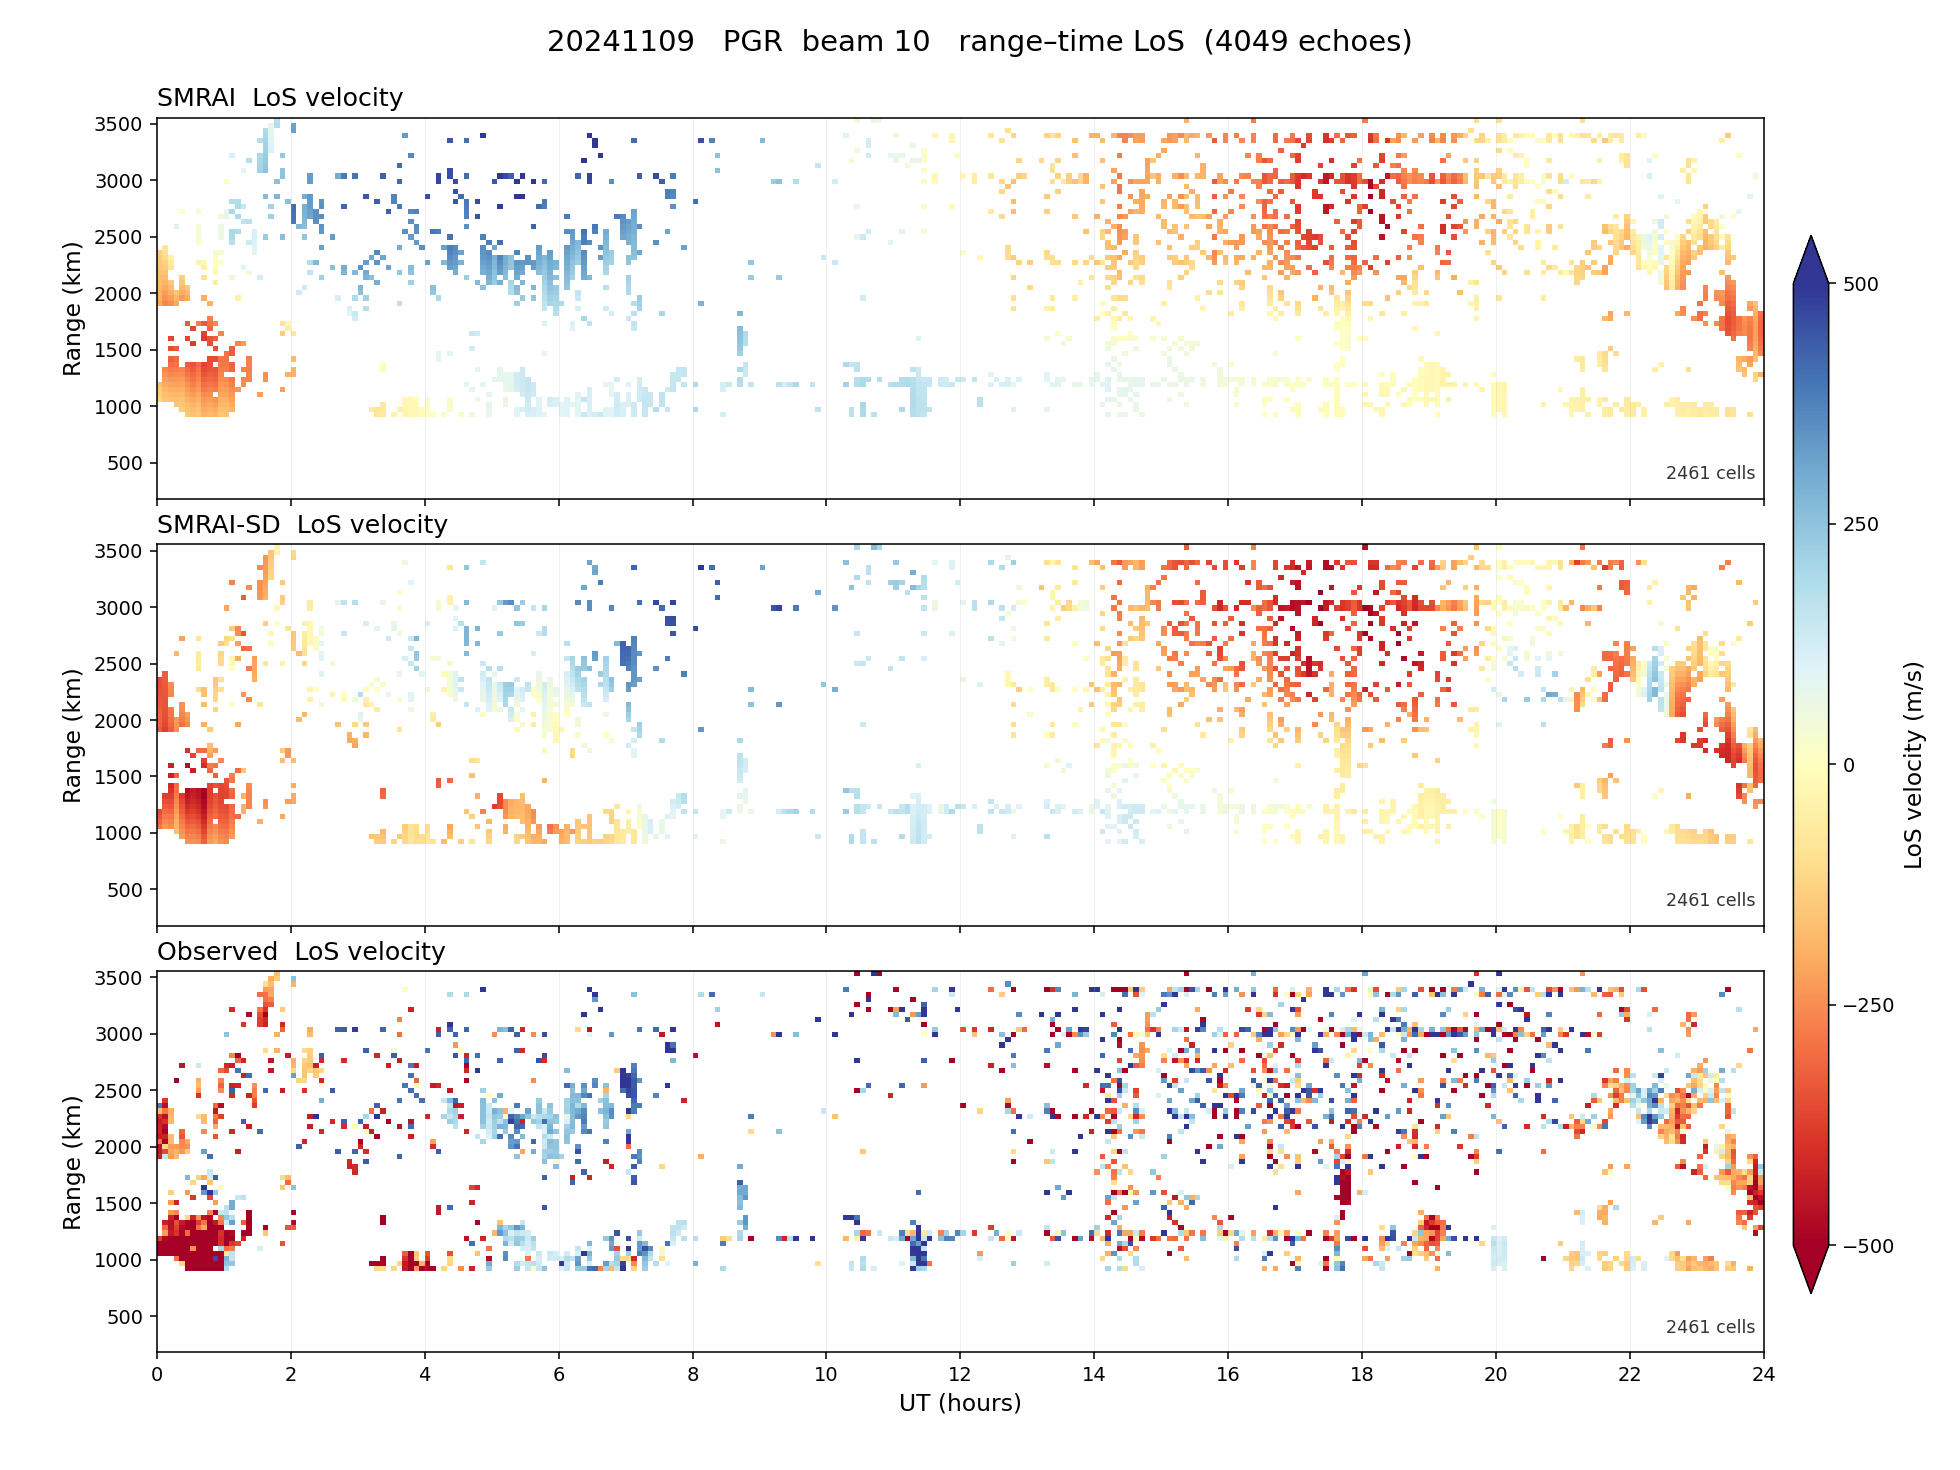 20241109   PGR  beam 10   range–time LoS  (4049 echoes)
SMRAI  LoS velocity
3500
3000
2500
2000
1500
1000
500
Range (km)
2461 cells
SMRAI-SD  LoS velocity
3500
3000
2500
2000
1500
1000
500
Range (km)
2461 cells
Observed  LoS velocity
3500
3000
2500
2000
1500
1000
500
Range (km)
2461 cells
0 2 4 6 8 10 12 14 16 18 20 22 24
UT (hours)
500
250
0
−250
−500
LoS velocity (m/s)